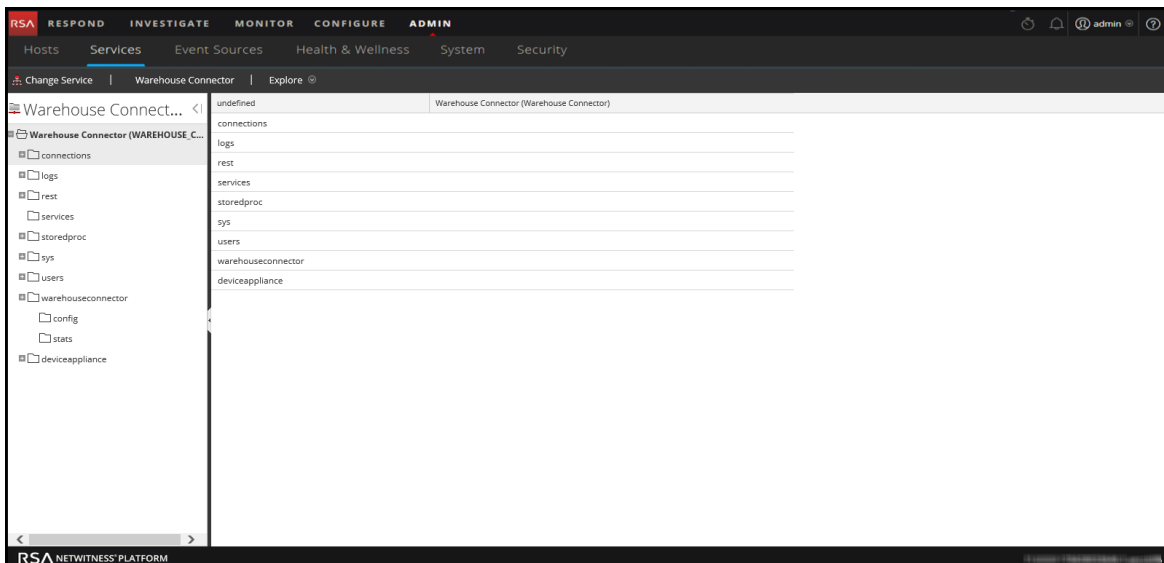 RSA RESPOND INVESTIGATE MONITOR CONFIGURE ADMIN admin ?
Hosts Services Event Sources Health & Wellness System Security
Change Service | Warehouse Connector | Explore
Warehouse Connect...
undefined Warehouse Connector (Warehouse Connector)
Warehouse Connector (WAREHOUSE_C...
connections
logs
rest
services
storedproc
sys
users
warehouseconnector
config
stats
deviceappliance
connections
logs
rest
services
storedproc
sys
users
warehouseconnector
deviceappliance
RSA NETWITNESS® PLATFORM